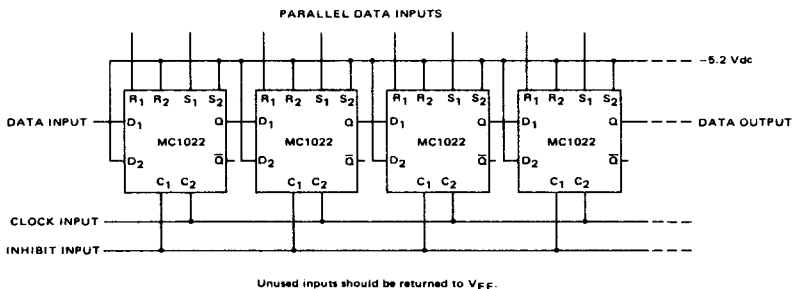 PARALLEL DATA INPUTS
−5.2 Vdc
R1 R2 S1 S2 R1 R2 S1 S2 R1 R2 S1 S2 R1 R2 S1 S2
DATA INPUT D1 Q D1 Q D1 Q D1 Q DATA OUTPUT
MC1022 MC1022 MC1022 MC1022
D2 Q̅ D2 Q̅ D2 Q̅ D2 Q̅
C1 C2 C1 C2 C1 C2 C1 C2
CLOCK INPUT
INHIBIT INPUT
Unused inputs should be returned to VEE.